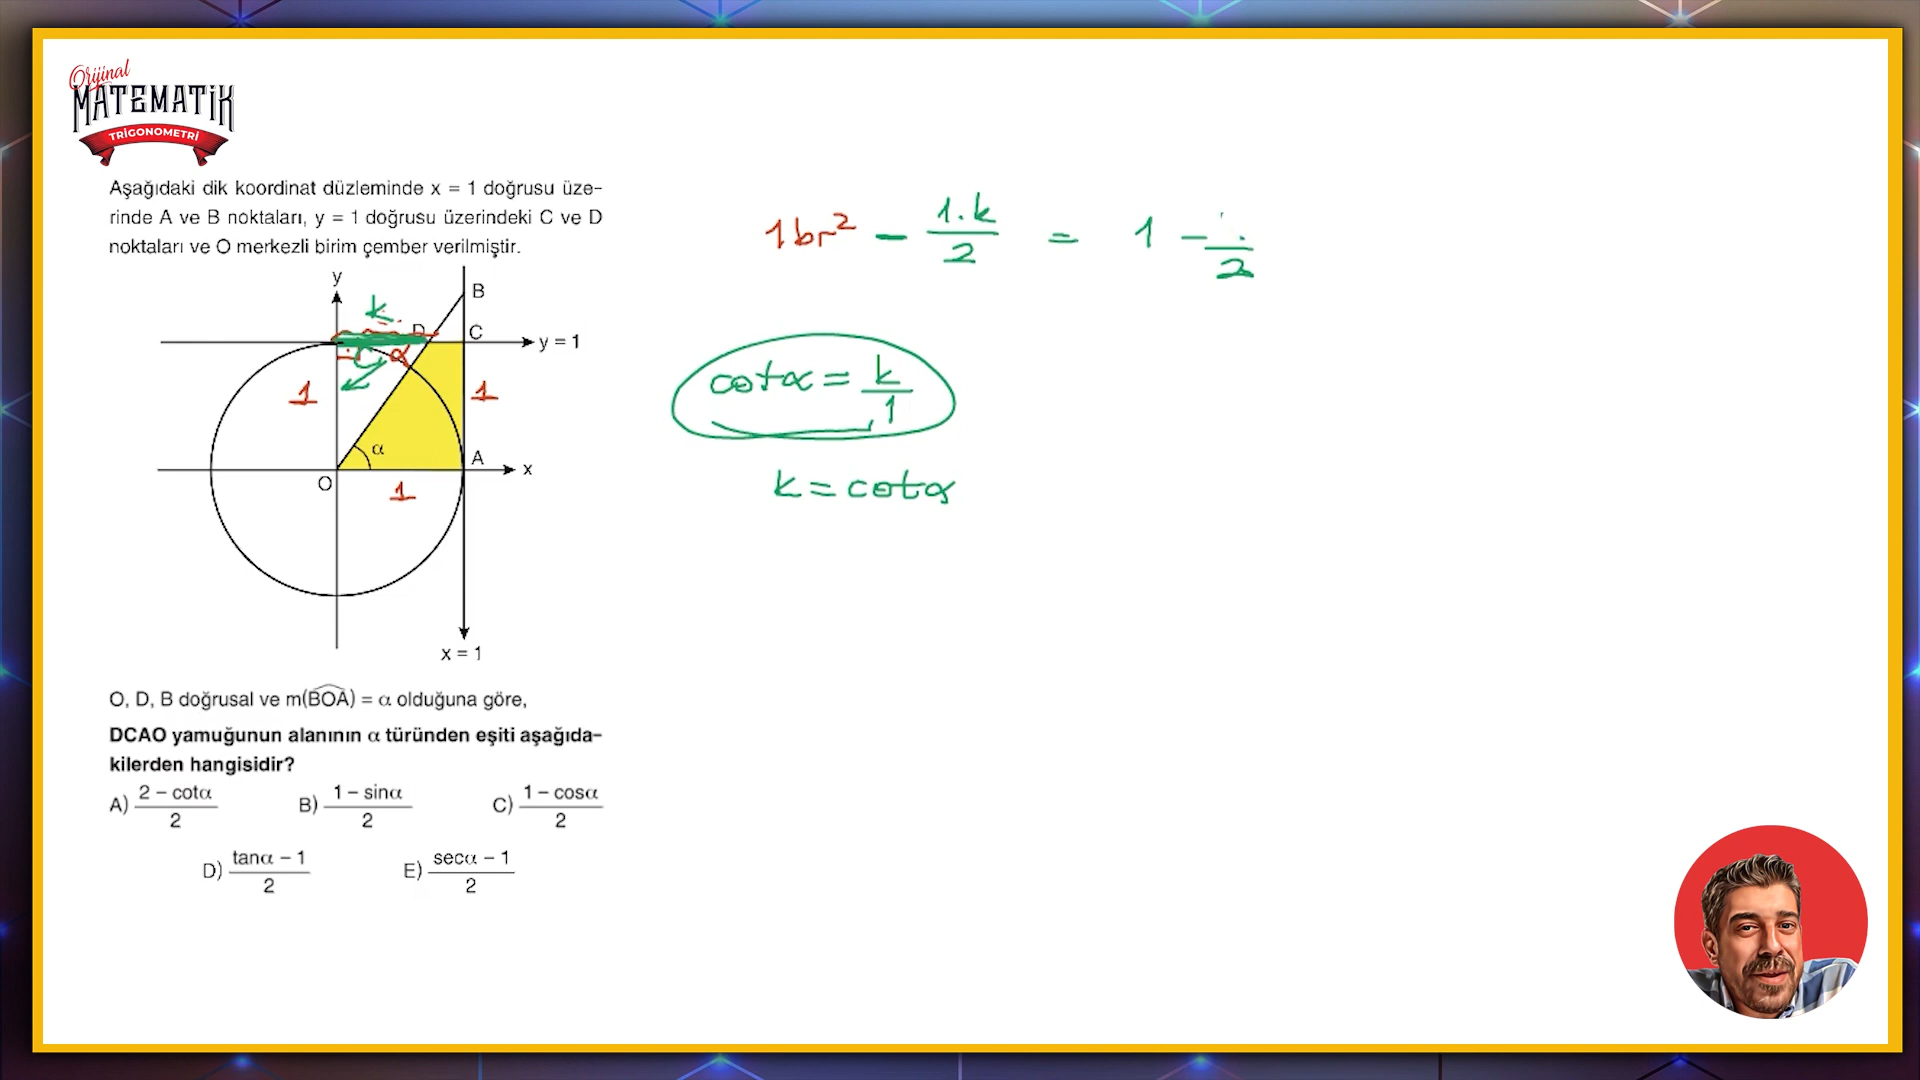 Orijinal
MATEMATİK
TRİGONOMETRİ
Aşağıdaki dik koordinat düzleminde x = 1 doğrusu üze-
rinde A ve B noktaları, y = 1 doğrusu üzerindeki C ve D
noktaları ve O merkezli birim çember verilmiştir.
y
B
k
D
C
y = 1
α
1
1
α
A
x
O
1
x = 1
O, D, B doğrusal ve m(BOA) = α olduğuna göre,
DCAO yamuğunun alanının α türünden eşiti aşağıda-
kilerden hangisidir?
A) (2 − cotα)/2 B) (1 − sinα)/2 C) (1 − cosα)/2
D) (tanα − 1)/2 E) (secα − 1)/2
1br² − (1.k)/2 = 1 − /2
cotα = k/1
k = cotα